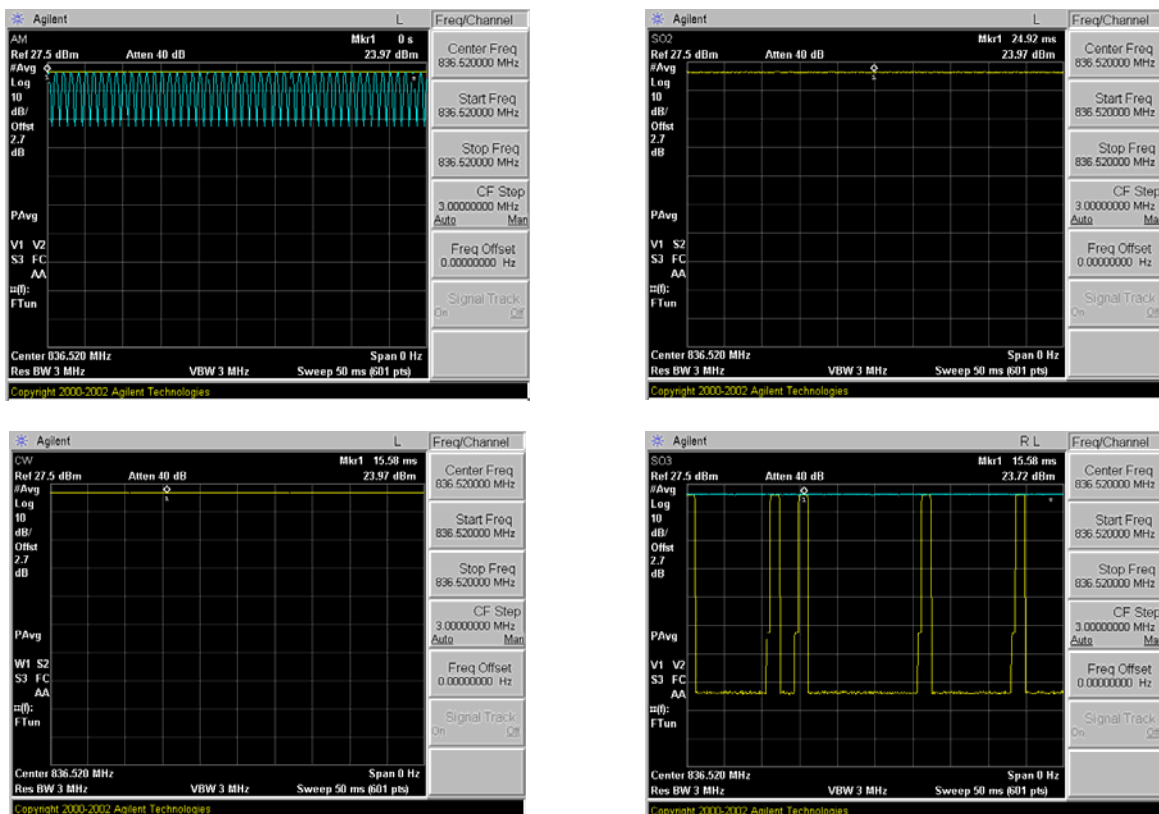 Agilent L Freq/Channel
AM Mkr1 0 s
Ref 27.5 dBm Atten 40 dB 23.97 dBm
#Avg
Log
10
dB/
Offst
2.7
dB
1
PAvg
V1 V2
S3 FC
AA
¤(f):
FTun
Center 836.520 MHz Span 0 Hz
Res BW 3 MHz VBW 3 MHz Sweep 50 ms (601 pts)
Copyright 2000-2002 Agilent Technologies
Center Freq
836.520000 MHz
Start Freq
836.520000 MHz
Stop Freq
836.520000 MHz
CF Step
3.00000000 MHz
Auto Man
Freq Offset
0.00000000 Hz
Signal Track
On Off
Agilent L Freq/Channel
SO2 Mkr1 24.92 ms
Ref 27.5 dBm Atten 40 dB 23.97 dBm
#Avg
Log
10
dB/
Offst
2.7
dB
1
PAvg
V1 S2
S3 FC
AA
¤(f):
FTun
Center 836.520 MHz Span 0 Hz
Res BW 3 MHz VBW 3 MHz Sweep 50 ms (601 pts)
Copyright 2000-2002 Agilent Technologies
Center Freq
836.520000 MHz
Start Freq
836.520000 MHz
Stop Freq
836.520000 MHz
CF Step
3.00000000 MHz
Auto Ma
Freq Offset
0.00000000 Hz
Signal Track
On Off
Agilent L Freq/Channel
CW Mkr1 15.58 ms
Ref 27.5 dBm Atten 40 dB 23.97 dBm
#Avg
Log
10
dB/
Offst
2.7
dB
1
PAvg
W1 S2
S3 FC
AA
¤(f):
FTun
Center 836.520 MHz Span 0 Hz
Res BW 3 MHz VBW 3 MHz Sweep 50 ms (601 pts)
Copyright 2000-2002 Agilent Technologies
Center Freq
836.520000 MHz
Start Freq
836.520000 MHz
Stop Freq
836.520000 MHz
CF Step
3.00000000 MHz
Auto Man
Freq Offset
0.00000000 Hz
Signal Track
On Off
Agilent R L Freq/Channel
SO3 Mkr1 15.58 ms
Ref 27.5 dBm Atten 40 dB 23.72 dBm
#Avg
Log
10
dB/
Offst
2.7
dB
1
PAvg
V1 V2
S3 FC
AA
¤(f):
FTun
Center 836.520 MHz Span 0 Hz
Res BW 3 MHz VBW 3 MHz Sweep 50 ms (601 pts)
Copyright 2000-2002 Agilent Technologies
Center Freq
836.520000 MHz
Start Freq
836.520000 MHz
Stop Freq
836.520000 MHz
CF Step
3.00000000 MHz
Auto Ma
Freq Offset
0.00000000 Hz
Signal Track
On Off